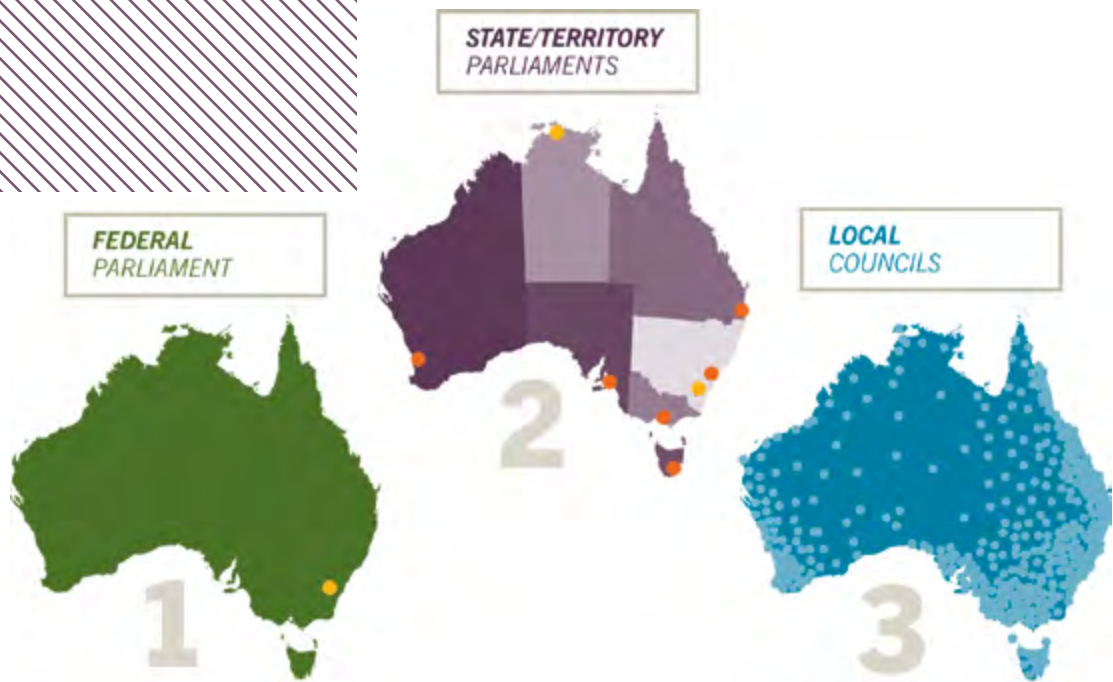 STATE/TERRITORY
PARLIAMENTS
FEDERAL
PARLIAMENT
LOCAL
COUNCILS
2
1
3